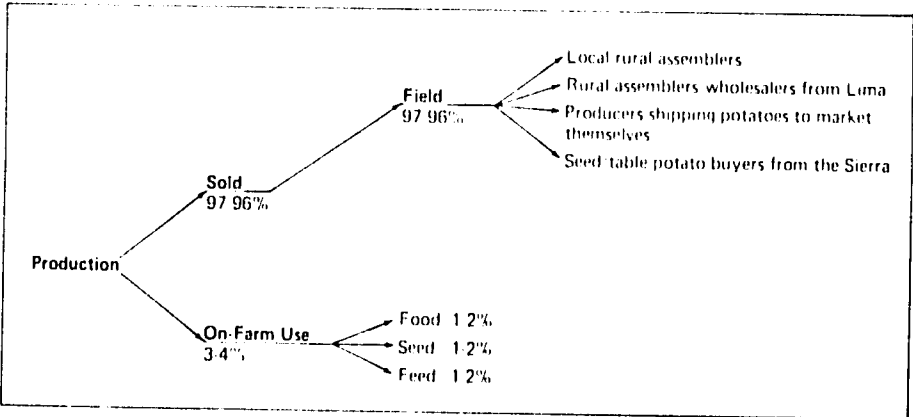 Local rural assemblers
Rural assemblers wholesalers from Lima
Producers shipping potatoes to market
themselves
Seed table potato buyers from the Sierra
Field
97 96%
Sold
97 96%
Production
On-Farm Use
3-4%
Food 1 2%
Seed 1-2%
Feed 1 2%